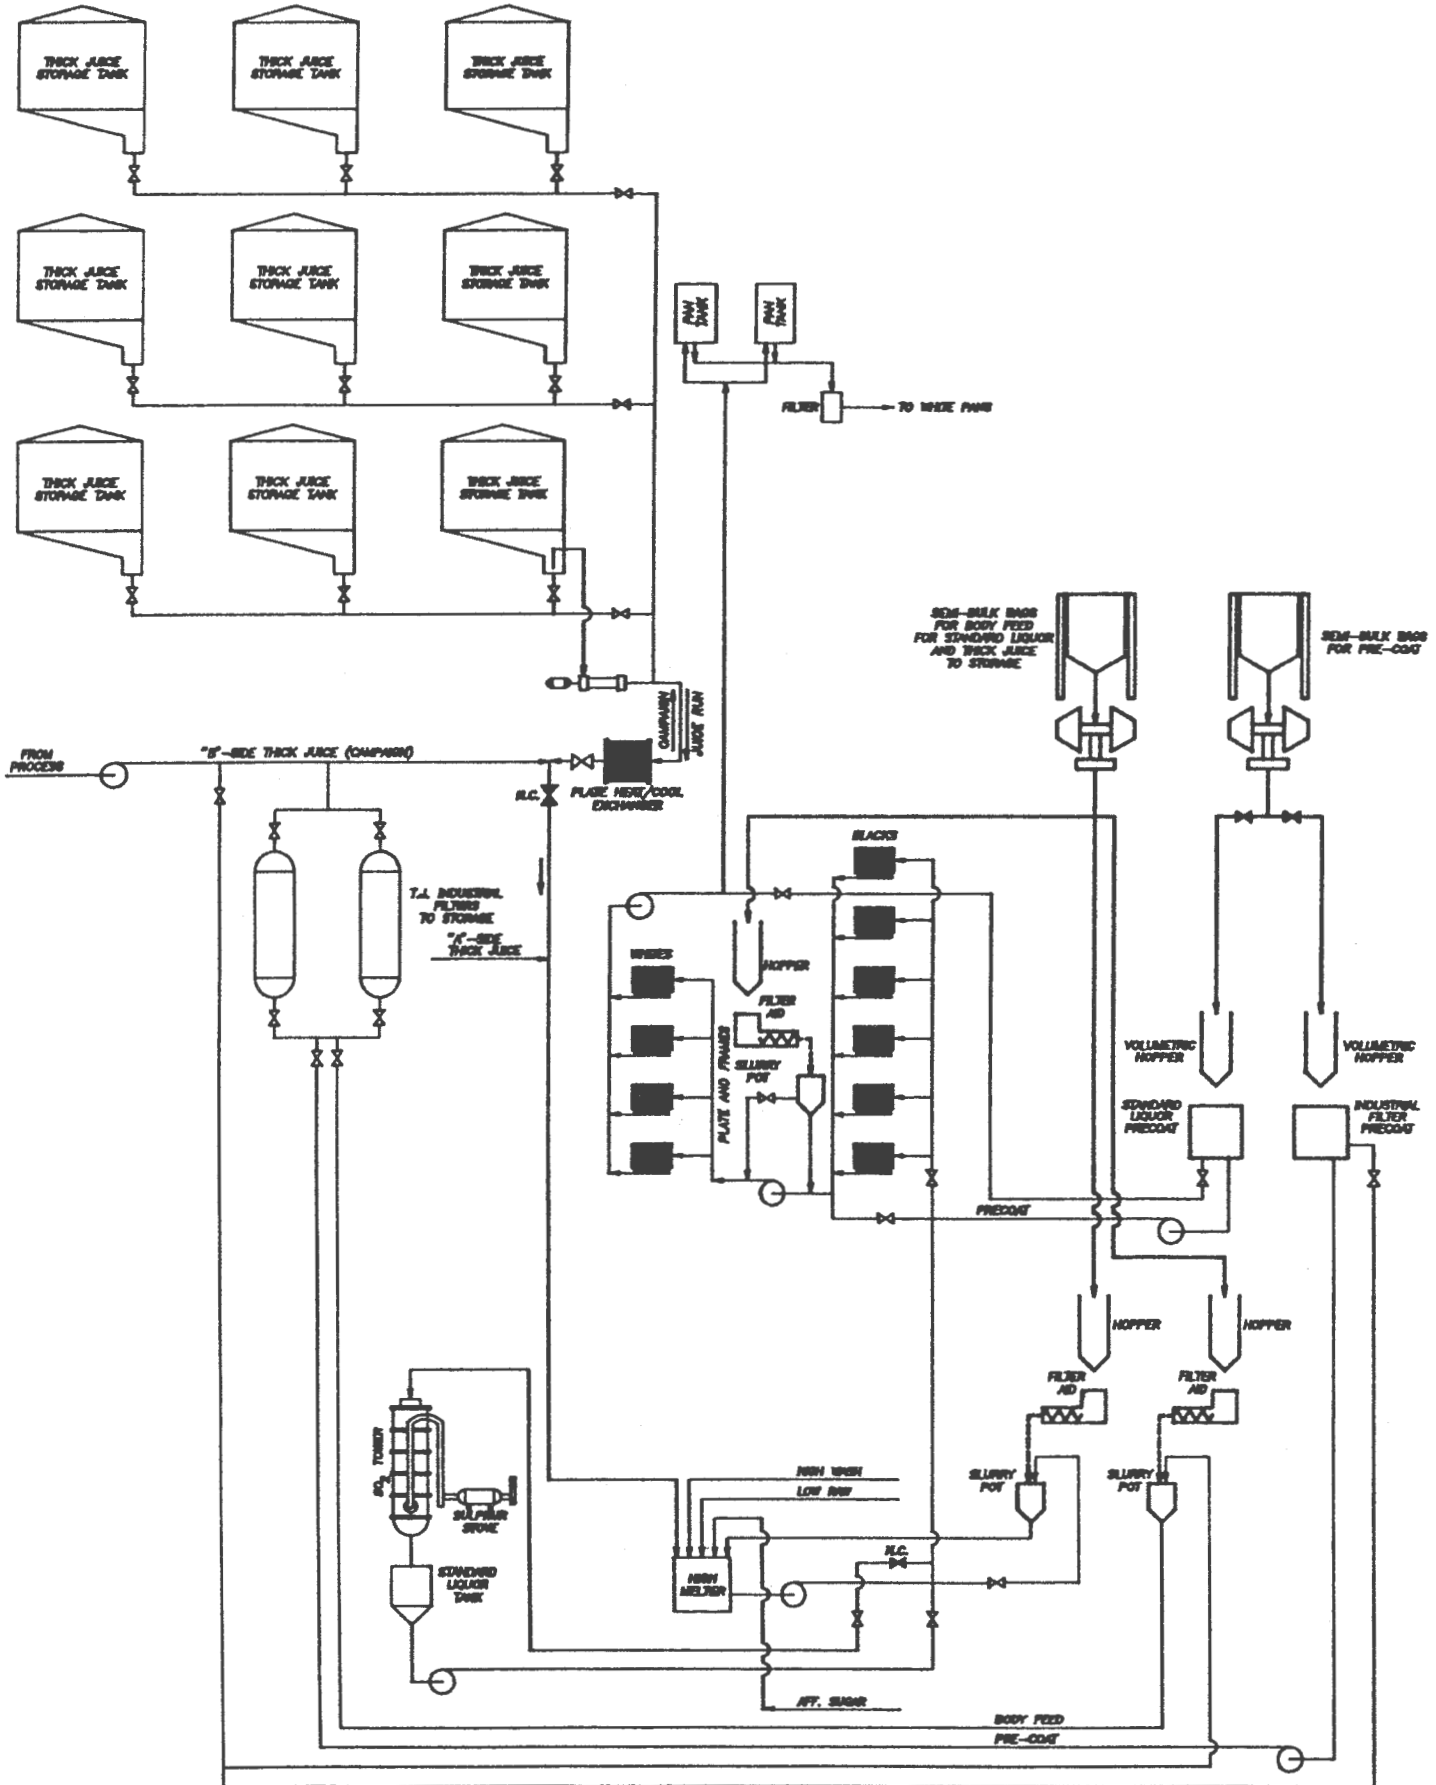 THICK JUICE
STORAGE TANK
THICK JUICE
STORAGE TANK
THICK JUICE
STORAGE TANK
THICK JUICE
STORAGE TANK
THICK JUICE
STORAGE TANK
THICK JUICE
STORAGE TANK
PAN
TANK
PAN
TANK
FILTER
TO WHITE PANS
THICK JUICE
STORAGE TANK
THICK JUICE
STORAGE TANK
THICK JUICE
STORAGE TANK
SEMI-BULK BAGS
FOR BODY FEED
FOR STANDARD LIQUOR
AND THICK JUICE
TO STORAGE
SEMI-BULK BAGS
FOR PRE-COAT
CAMPAIGN
JUICE RUN
FROM
PROCESS
"B"-SIDE THICK JUICE (CAMPAIGN)
N.C.
PLATE HEAT/COOL
EXCHANGER
BLACKS
T.J. INDUSTRIAL
FILTERS
TO STORAGE
"A"-SIDE
THICK JUICE
WHITES
HOPPER
FILTER
AID
PLATE AND FRAMES
SLURRY
POT
VOLUMETRIC
HOPPER
VOLUMETRIC
HOPPER
STANDARD
LIQUOR
PRECOAT
INDUSTRIAL
FILTER
PRECOAT
PRECOAT
HOPPER
HOPPER
FILTER
AID
FILTER
AID
SO2 TOWER
SULPHUR
STOVE
HIGH WASH
LOW RAW
SLURRY
POT
SLURRY
POT
N.C.
STANDARD
LIQUOR
TANK
HIGH
MELTER
AFF. SUGAR
BODY FEED
PRE-COAT